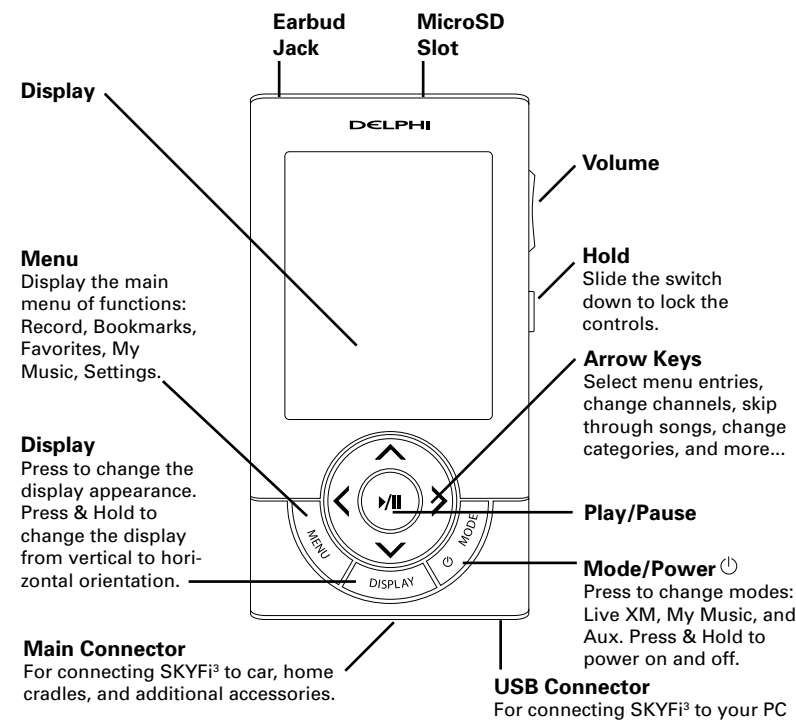 Earbud
Jack
MicroSD
Slot
Display
DELPHI
Volume
Menu
Display the main
menu of functions:
Record, Bookmarks,
Favorites, My
Music, Settings.
Hold
Slide the switch
down to lock the
controls.
Arrow Keys
Select menu entries,
change channels, skip
through songs, change
categories, and more...
Display
Press to change the
display appearance.
Press & Hold to
change the display
from vertical to hori-
zontal orientation.
Play/Pause
MENU
DISPLAY
MODE
Mode/Power
Press to change modes:
Live XM, My Music, and
Aux. Press & Hold to
power on and off.
Main Connector
For connecting SKYFi³ to car, home
cradles, and additional accessories.
USB Connector
For connecting SKYFi³ to your PC